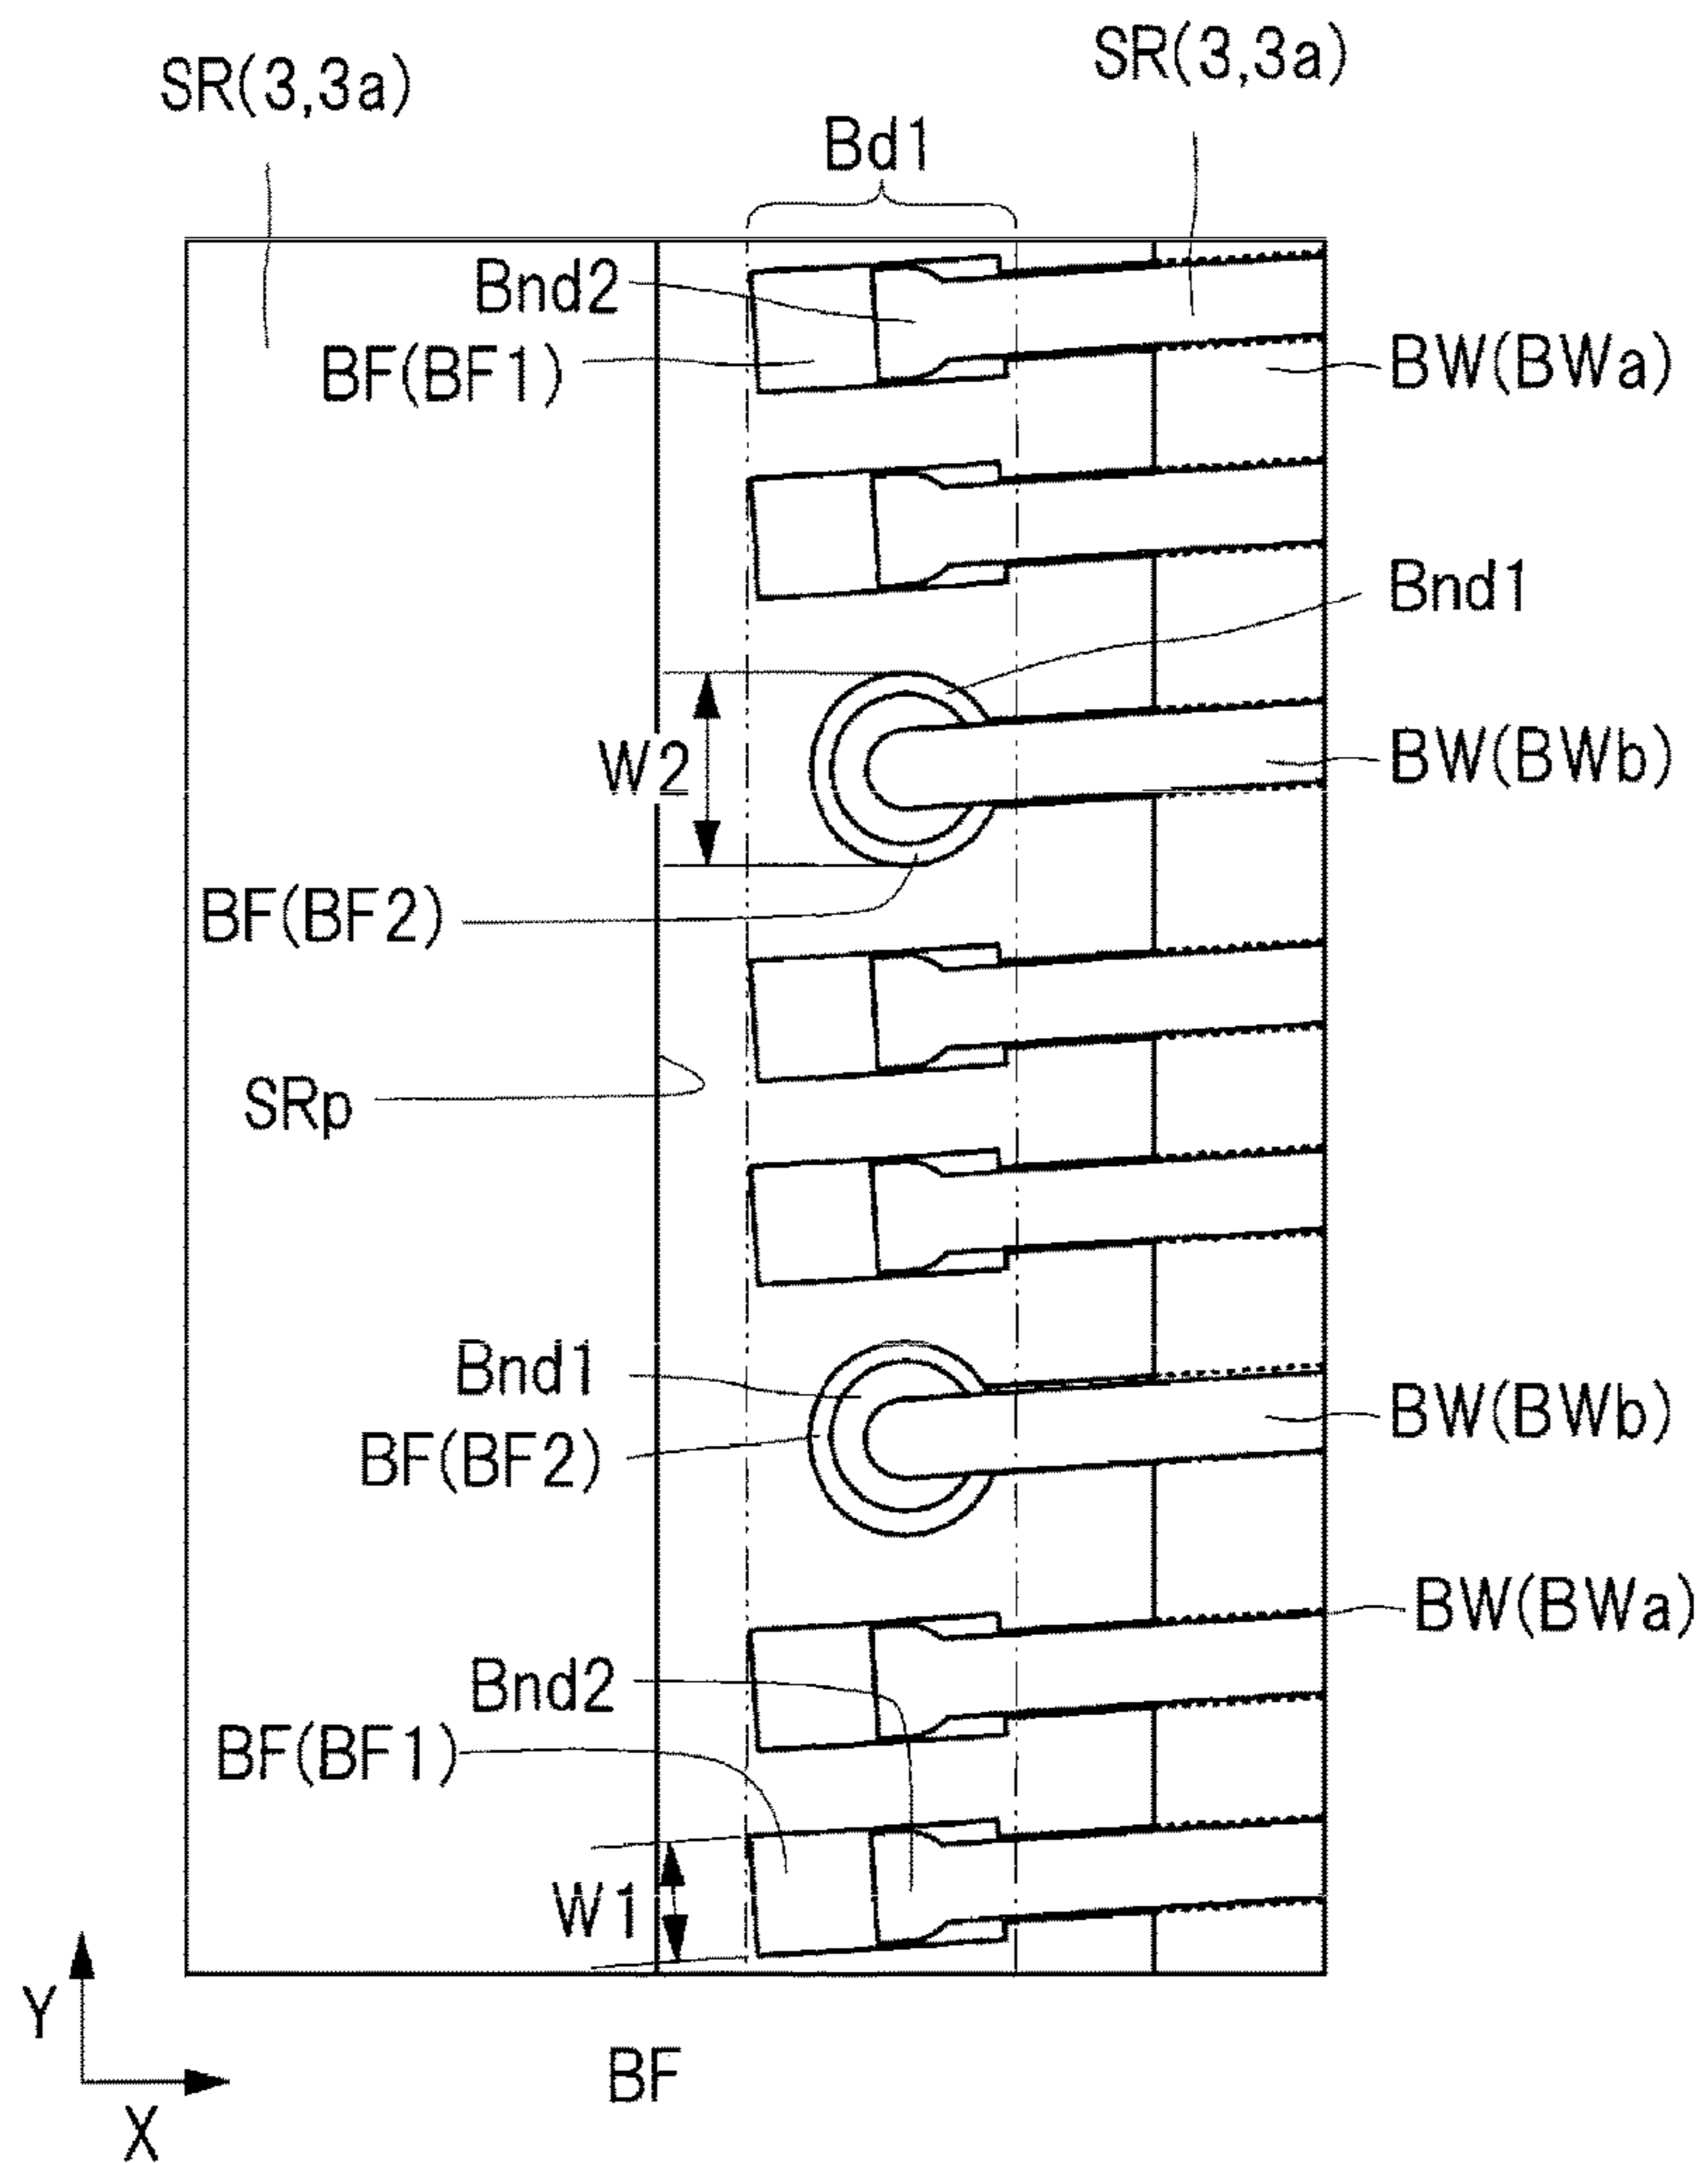 SR(3,3a)
SR(3,3a)
Bd1
Bnd2
BF(BF1)
BW(BWa)
Bnd1
W2
BW(BWb)
BF(BF2)
SRp
Bnd1
BW(BWb)
BF(BF2)
BW(BWa)
Bnd2
BF(BF1)
W1
Y
X
BF